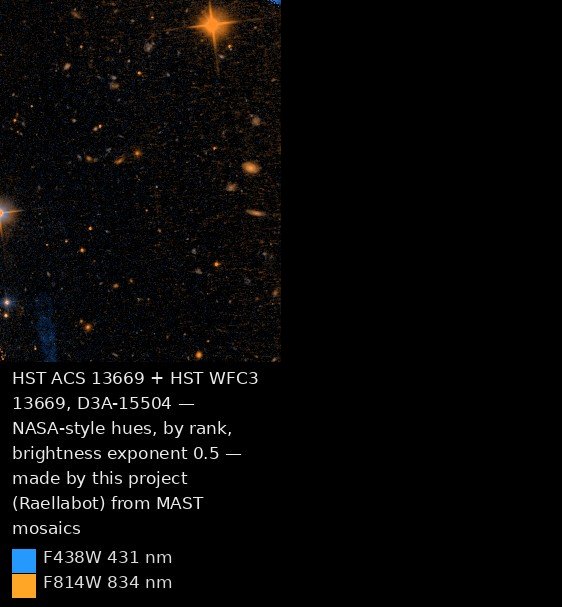 HST ACS 13669 + HST WFC3
13669, D3A-15504 —
NASA-style hues, by rank,
brightness exponent 0.5 —
made by this project
(Raellabot) from MAST
mosaics
F438W 431 nm
F814W 834 nm